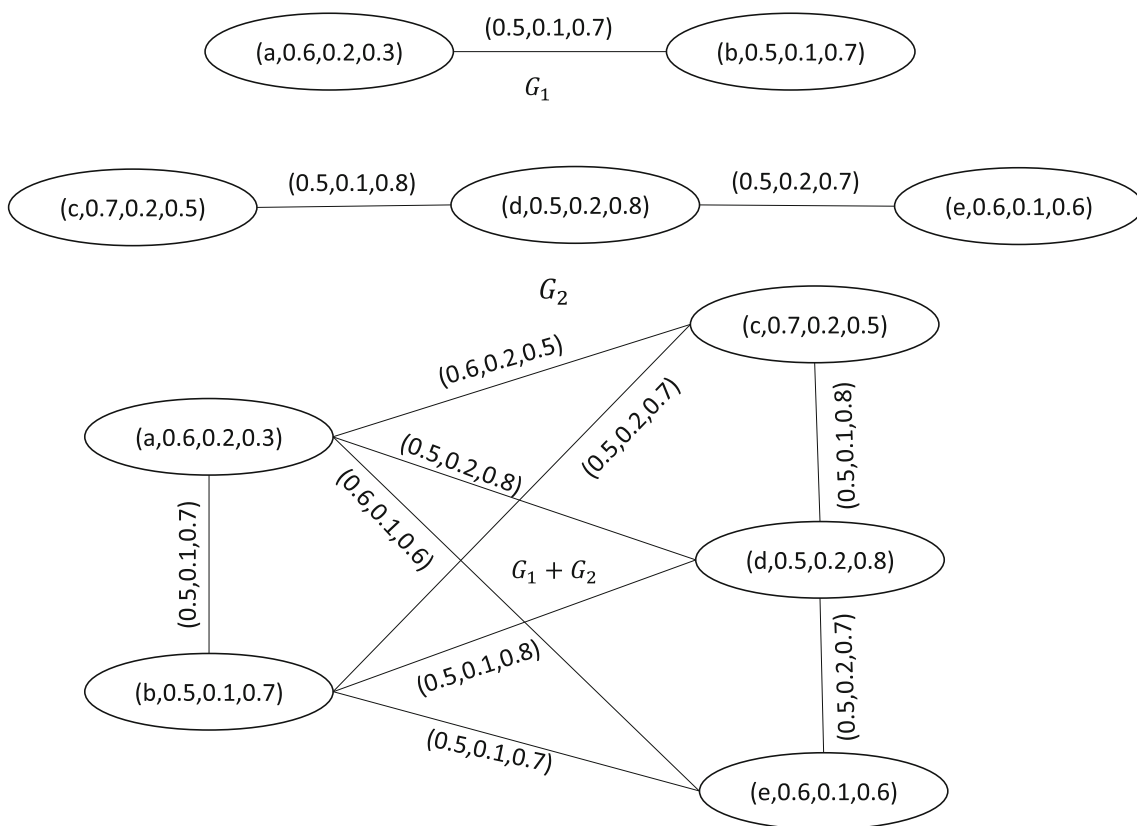 (0.5,0.1,0.7)
(a,0.6,0.2,0.3)
(b,0.5,0.1,0.7)
G₁
(0.5,0.1,0.8)
(0.5,0.2,0.7)
(c,0.7,0.2,0.5)
(d,0.5,0.2,0.8)
(e,0.6,0.1,0.6)
G₂
(c,0.7,0.2,0.5)
(0.6,0.2,0.5)
(0.5,0.2,0.7)
(0.5,0.1,0.8)
(a,0.6,0.2,0.3)
(0.5,0.2,0.8)
(0.6,0.1,0.6)
(0.5,0.1,0.7)
G₁ + G₂
(d,0.5,0.2,0.8)
(0.5,0.1,0.8)
(0.5,0.2,0.7)
(b,0.5,0.1,0.7)
(0.5,0.1,0.7)
(e,0.6,0.1,0.6)